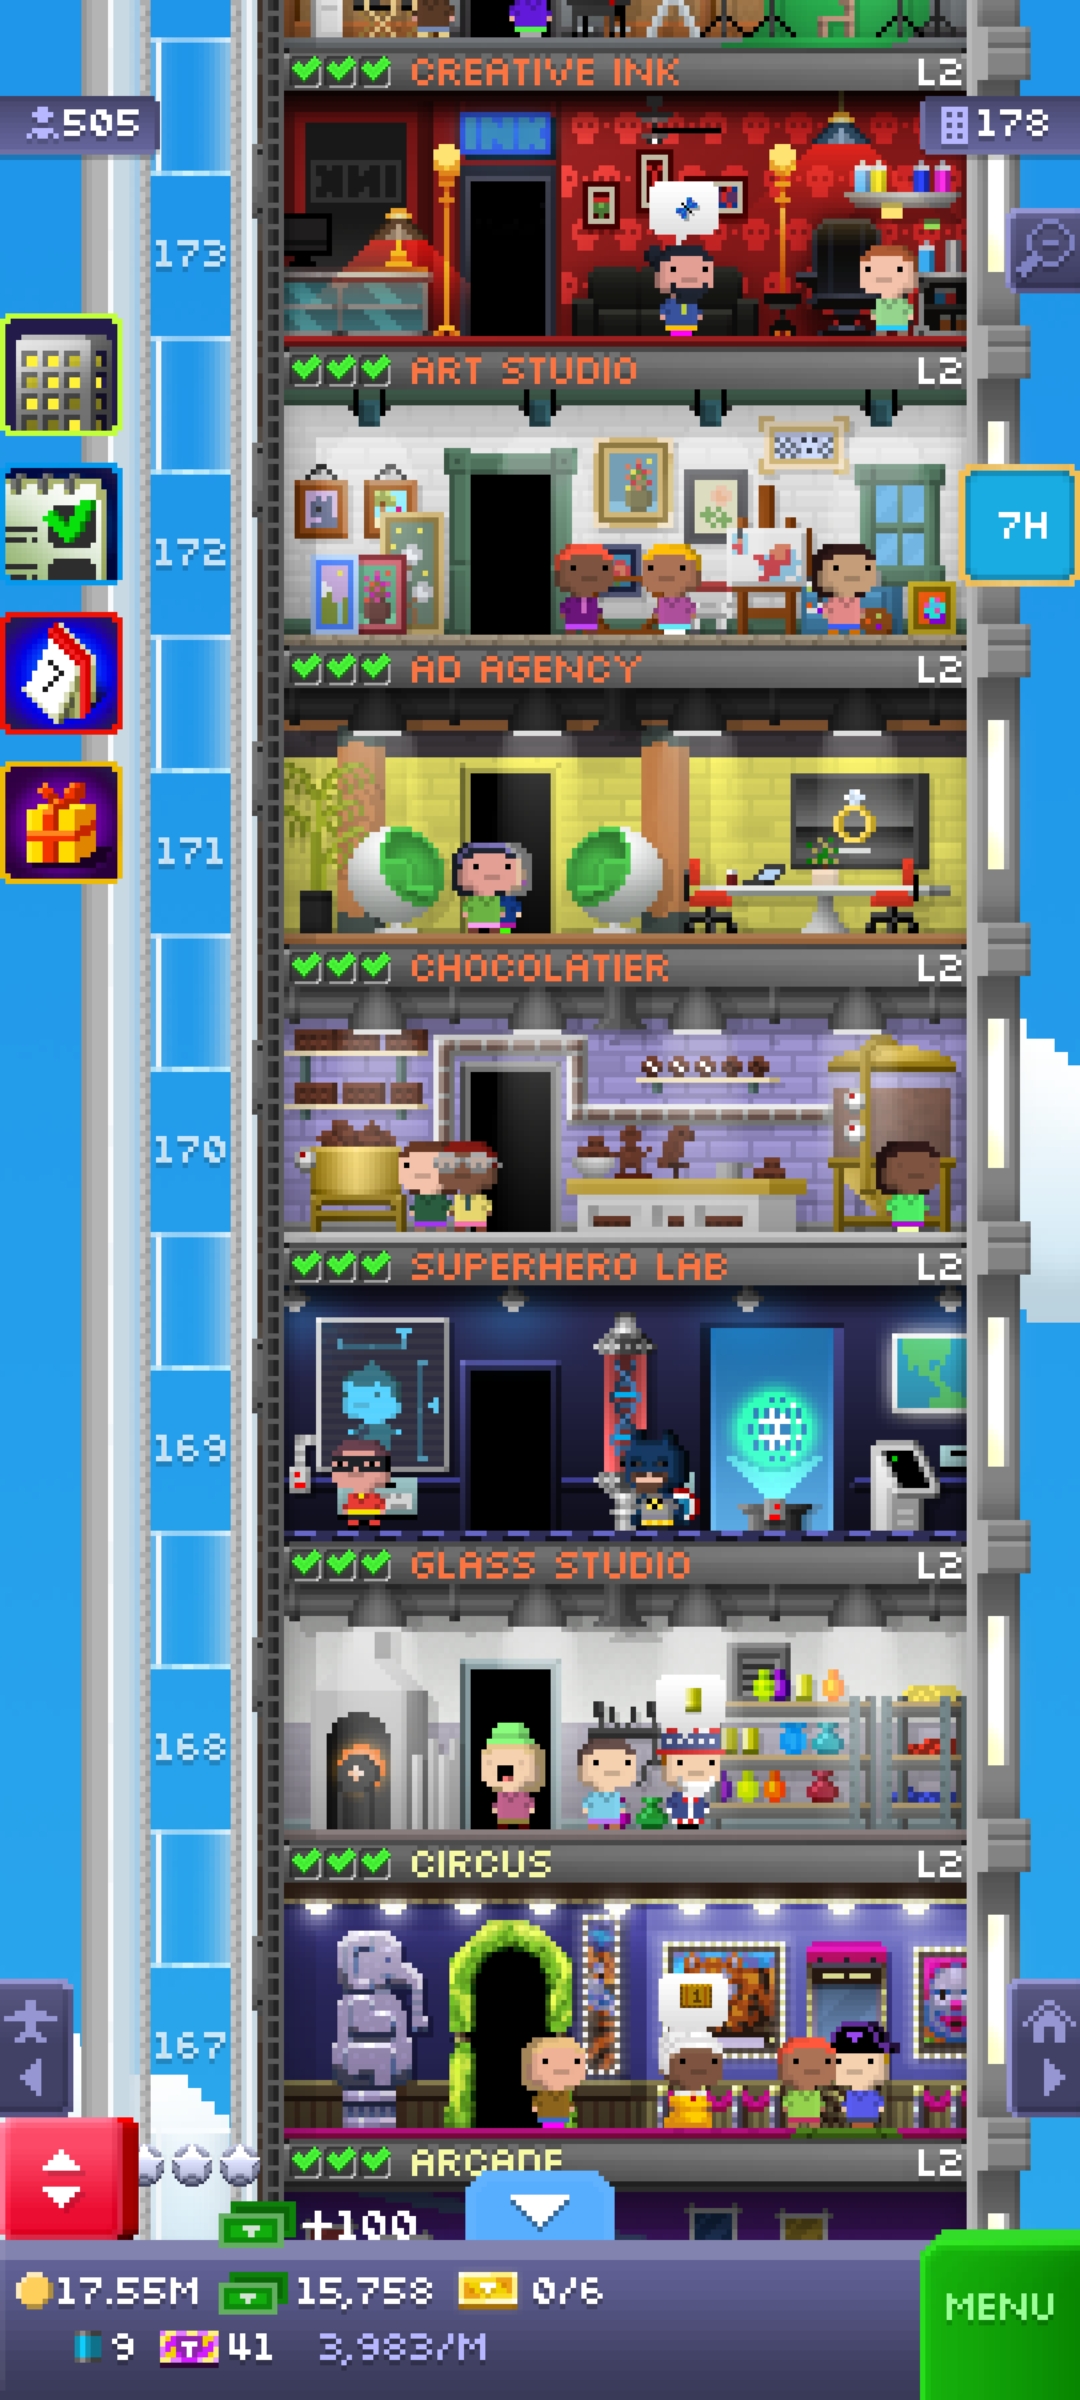 CREATIVE INK L2
505
178
INK
173
ART STUDIO L2
7H
172
AD AGENCY L2
171
CHOCOLATIER L2
170
SUPERHERO LAB L2
169
GLASS STUDIO L2
168
CIRCUS L2
167
ARCADE L2
+100
17.55M 15,758 0/6
MENU
9 41 3,983/M